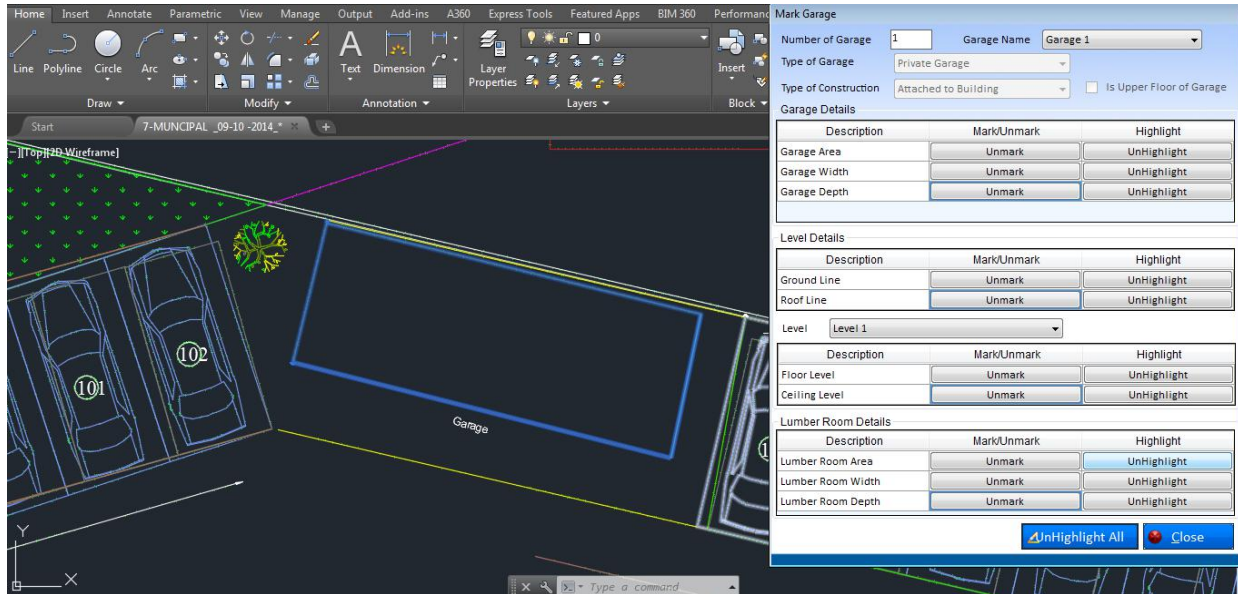 Home Insert Annotate Parametric View Manage Output Add-ins A360 Express Tools Featured Apps BIM 360 Performanc
Line Polyline Circle Arc
Text Dimension
Layer Properties
0
Insert
Draw Modify Annotation Layers Block
Start 7-MUNCIPAL _09-10 -2014_* +
[Top][2D Wireframe]
101
102
Garage
Y
X
Type a command
Mark Garage
Number of Garage 1 Garage Name Garage 1
Type of Garage Private Garage
Type of Construction Attached to Building Is Upper Floor of Garage
Garage Details
Description Mark/Unmark Highlight
Garage Area Unmark UnHighlight
Garage Width Unmark UnHighlight
Garage Depth Unmark UnHighlight
Level Details
Description Mark/Unmark Highlight
Ground Line Unmark UnHighlight
Roof Line Unmark UnHighlight
Level Level 1
Description Mark/Unmark Highlight
Floor Level Unmark UnHighlight
Ceiling Level Unmark UnHighlight
Lumber Room Details
Description Mark/Unmark Highlight
Lumber Room Area Unmark UnHighlight
Lumber Room Width Unmark UnHighlight
Lumber Room Depth Unmark UnHighlight
UnHighlight All Close